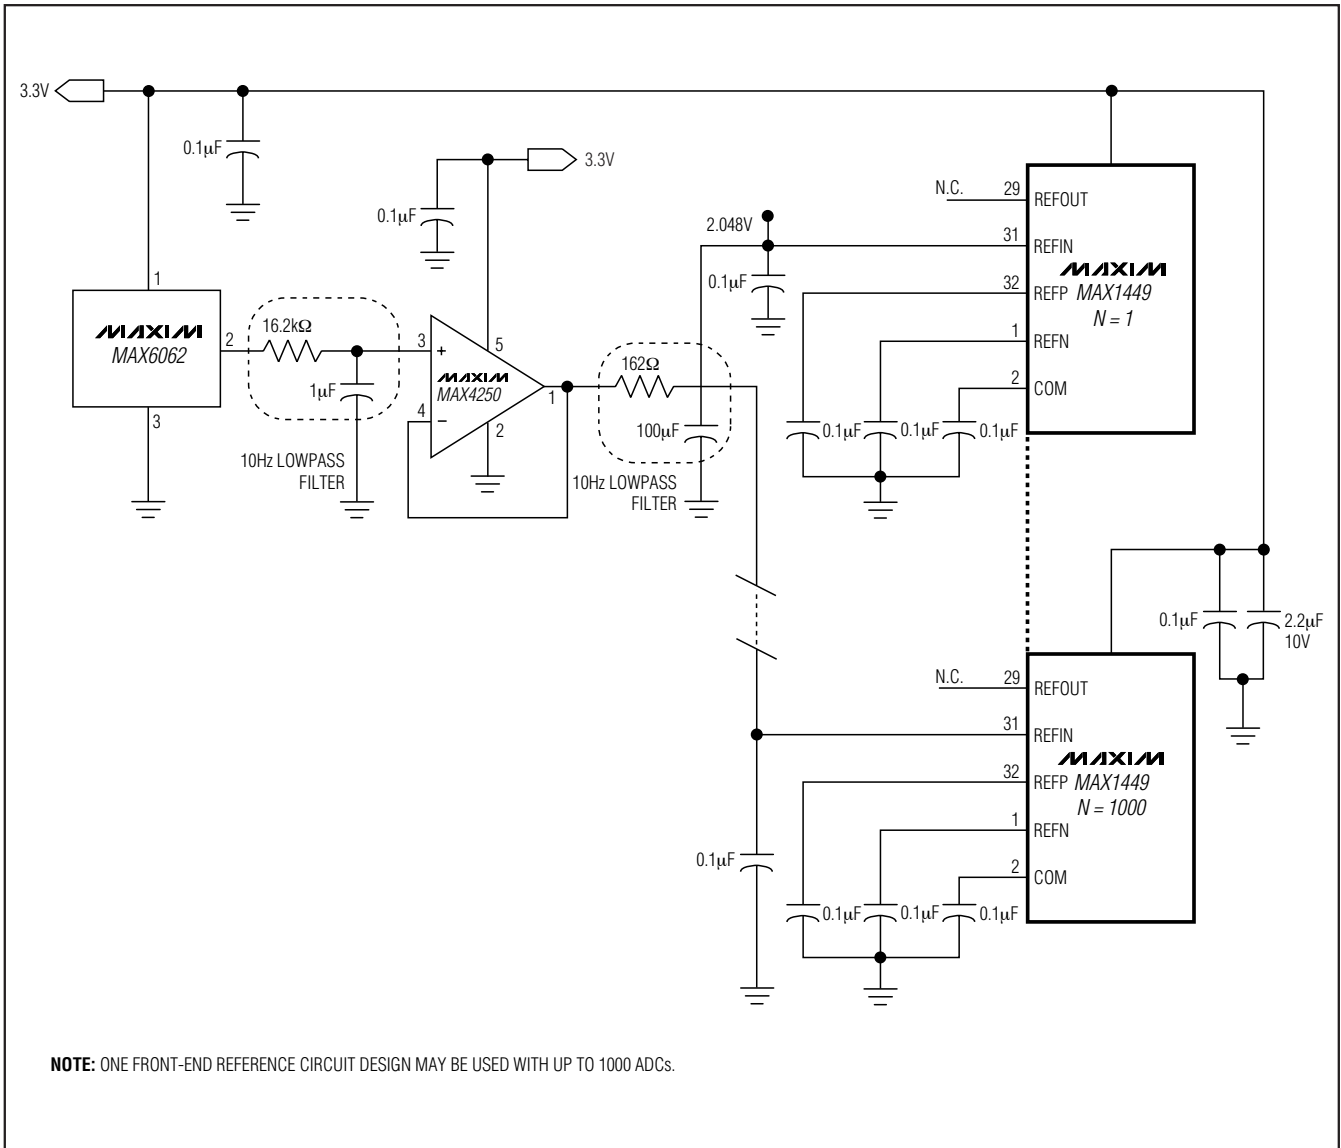 3.3V
0.1µF
3.3V
0.1µF
1
MAXIM
MAX6062
2
3
16.2kΩ
1µF
10Hz LOWPASS
FILTER
3
+
4
−
5
MAXIM
MAX4250
1
2
162Ω
100µF
10Hz LOWPASS
FILTER
2.048V
0.1µF
N.C. 29 REFOUT
31 REFIN
MAXIM
32 REFP MAX1449
N = 1
1 REFN
2 COM
0.1µF 0.1µF 0.1µF
0.1µF 2.2µF
10V
N.C. 29 REFOUT
31 REFIN
MAXIM
32 REFP MAX1449
N = 1000
1 REFN
2 COM
0.1µF
0.1µF 0.1µF 0.1µF
NOTE: ONE FRONT-END REFERENCE CIRCUIT DESIGN MAY BE USED WITH UP TO 1000 ADCs.